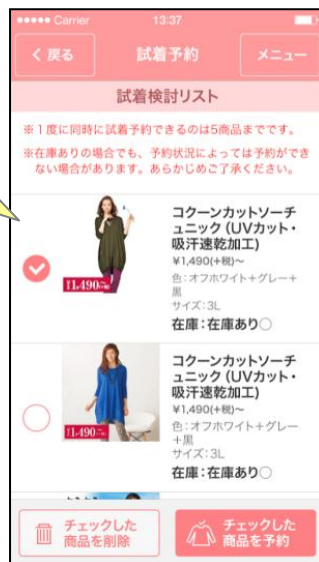 Carrier 13:37
く 戻る 試着予約 メニュー
試着検討リスト
※１度に同時に試着予約できるのは5商品までです。
※在庫ありの場合でも、予約状況によっては予約ができ
ない場合があります。あらかじめご了承ください。
¥1,490
コクーンカットソーチ
ュニック (UVカット・
吸汗速乾加工)
¥1,490(+税)～
色:オフホワイト＋グレー＋
黒
サイズ:3L
在庫:在庫あり○
¥1,490
コクーンカットソーチ
ュニック (UVカット・
吸汗速乾加工)
¥1,490(+税)～
色:オフホワイト＋グレー
＋黒
サイズ:3L
在庫:在庫あり○
チェックした
商品を削除
チェックした
商品を予約